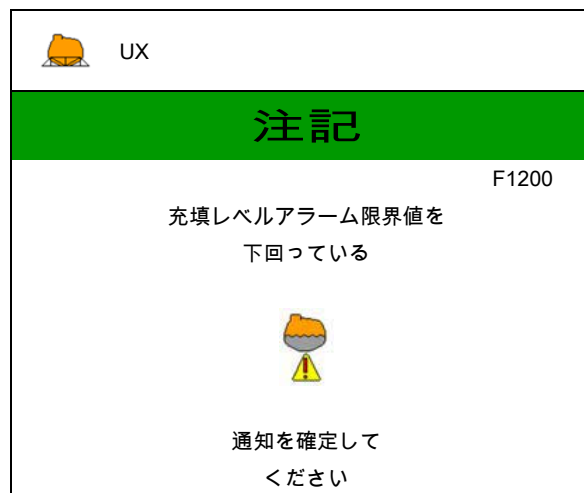 UX
注記
F1200
充填レベルアラーム限界値を
下回っている
通知を確定して
ください